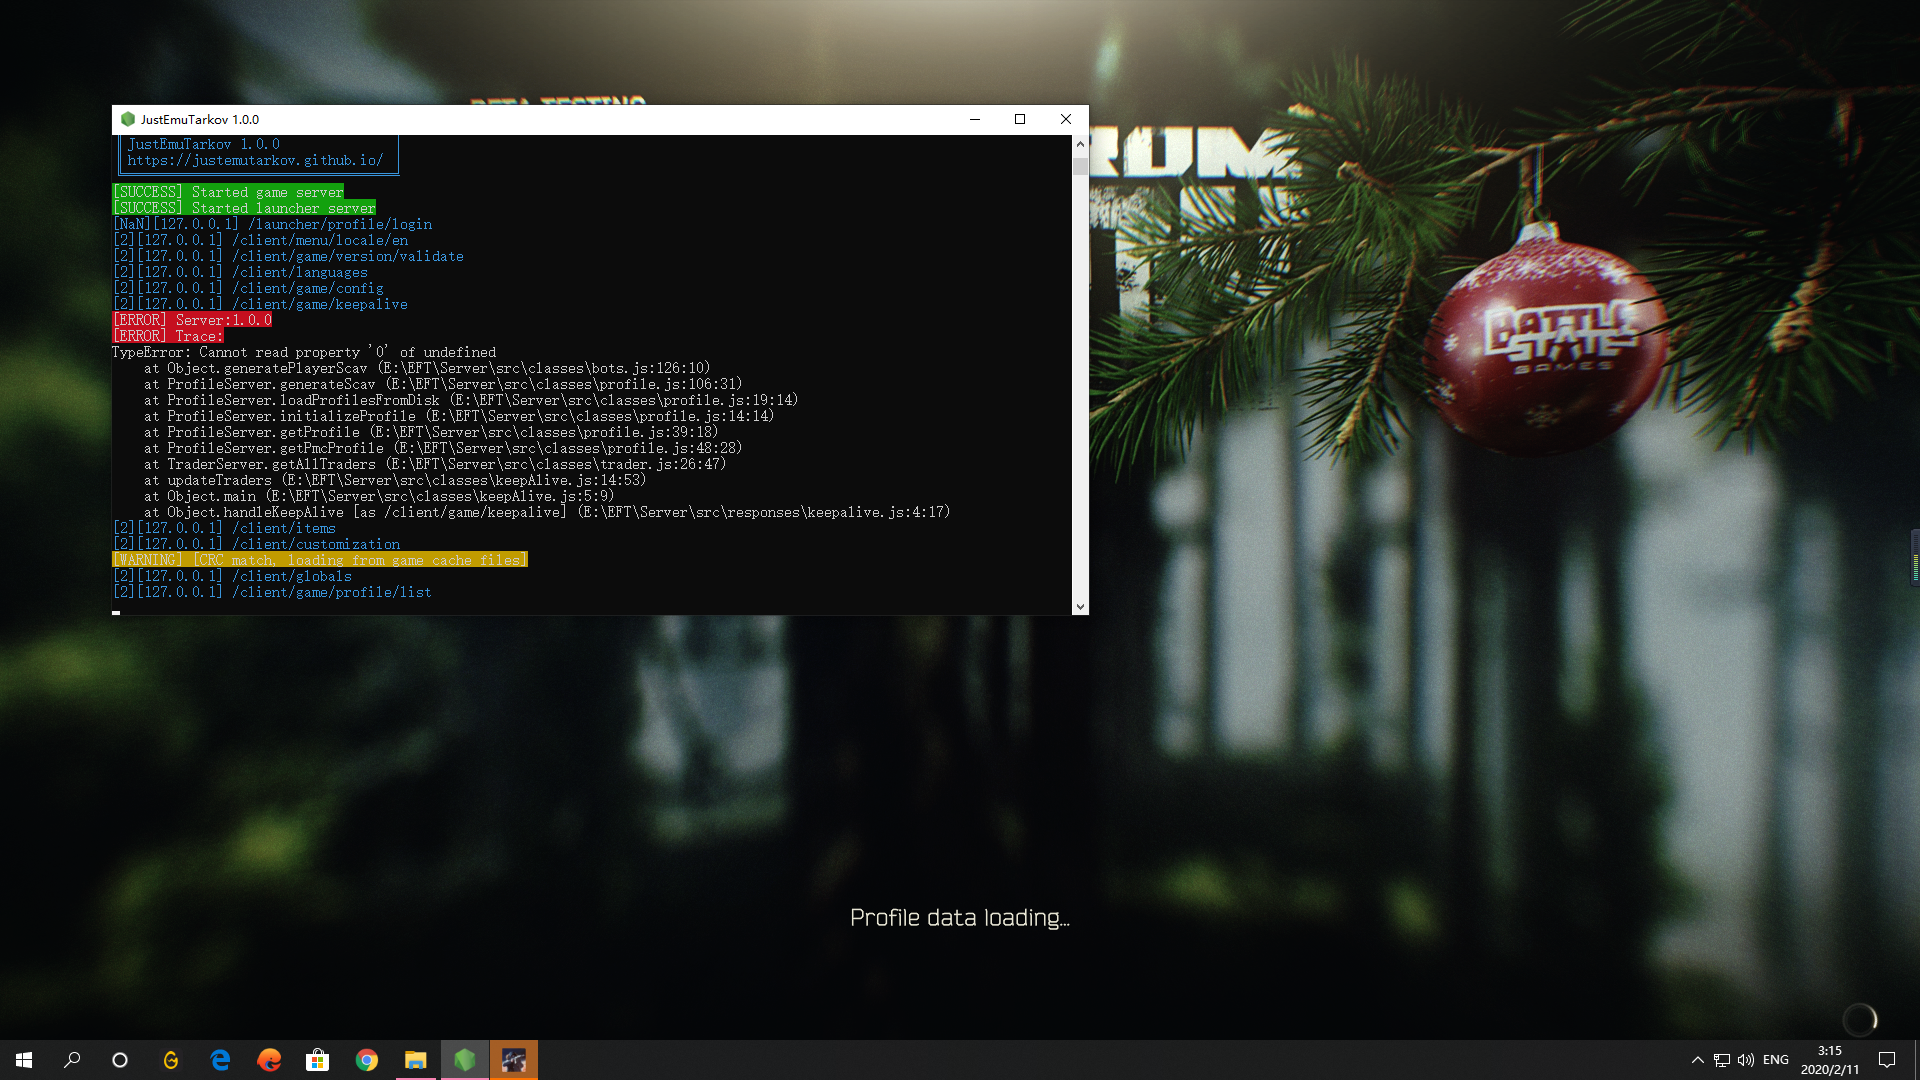 JustEmuTarkov 1.0.0
JustEmuTarkov 1.0.0
https://justemutarkov.github.io/
[SUCCESS] Started game server
[SUCCESS] Started launcher server
[NaN][127.0.0.1] /launcher/profile/login
[2][127.0.0.1] /client/menu/locale/en
[2][127.0.0.1] /client/game/version/validate
[2][127.0.0.1] /client/languages
[2][127.0.0.1] /client/game/config
[2][127.0.0.1] /client/game/keepalive
[ERROR] Server:1.0.0
[ERROR] Trace:
TypeError: Cannot read property '0' of undefined
at Object.generatePlayerScav (E:\EFT\Server\src\classes\bots.js:126:10)
at ProfileServer.generateScav (E:\EFT\Server\src\classes\profile.js:106:31)
at ProfileServer.loadProfilesFromDisk (E:\EFT\Server\src\classes\profile.js:19:14)
at ProfileServer.initializeProfile (E:\EFT\Server\src\classes\profile.js:14:14)
at ProfileServer.getProfile (E:\EFT\Server\src\classes\profile.js:39:18)
at ProfileServer.getPmcProfile (E:\EFT\Server\src\classes\profile.js:48:28)
at TraderServer.getAllTraders (E:\EFT\Server\src\classes\trader.js:26:47)
at updateTraders (E:\EFT\Server\src\classes\keepAlive.js:14:53)
at Object.main (E:\EFT\Server\src\classes\keepAlive.js:5:9)
at Object.handleKeepAlive [as /client/game/keepalive] (E:\EFT\Server\src\responses\keepalive.js:4:17)
[2][127.0.0.1] /client/items
[2][127.0.0.1] /client/customization
[WARNING] [CRC match, loading from game cache files]
[2][127.0.0.1] /client/globals
[2][127.0.0.1] /client/game/profile/list
BATTLE
STATE
GAMES
Profile data loading...
ENG
3:15
2020/2/11